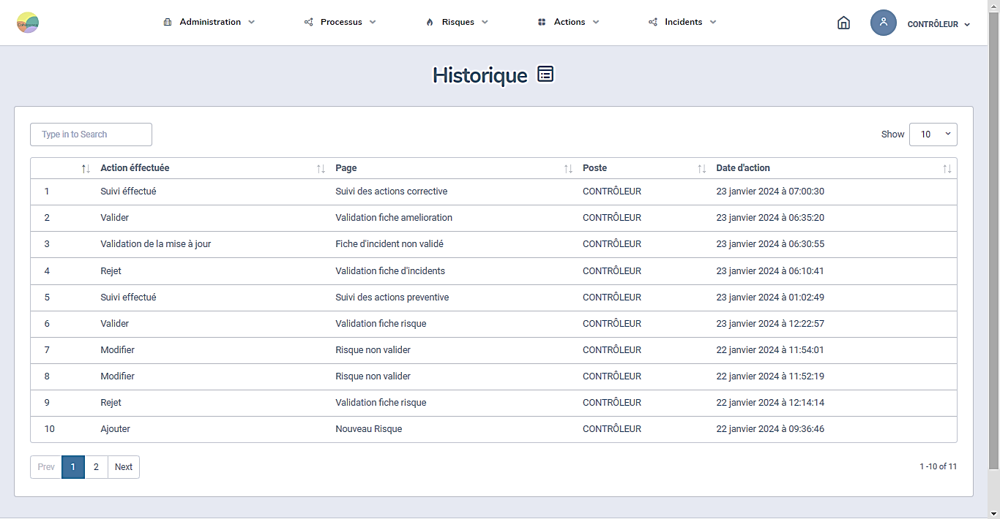 Administration Processus Risques Actions Incidents CONTRÔLEUR
Historique
Type in to Search Show 10
Action éffectuée Page Poste Date d'action
1 Suivi éffectué Suivi des actions corrective CONTRÔLEUR 23 janvier 2024 à 07:00:30
2 Valider Validation fiche amelioration CONTRÔLEUR 23 janvier 2024 à 06:35:20
3 Validation de la mise à jour Fiche d'incident non validé CONTRÔLEUR 23 janvier 2024 à 06:30:55
4 Rejet Validation fiche d'incidents CONTRÔLEUR 23 janvier 2024 à 06:10:41
5 Suivi effectué Suivi des actions preventive CONTRÔLEUR 23 janvier 2024 à 01:02:49
6 Valider Validation fiche risque CONTRÔLEUR 23 janvier 2024 à 12:22:57
7 Modifier Risque non valider CONTRÔLEUR 22 janvier 2024 à 11:54:01
8 Modifier Risque non valider CONTRÔLEUR 22 janvier 2024 à 11:52:19
9 Rejet Validation fiche risque CONTRÔLEUR 22 janvier 2024 à 12:14:14
10 Ajouter Nouveau Risque CONTRÔLEUR 22 janvier 2024 à 09:36:46
Prev 1 2 Next 1 -10 of 11